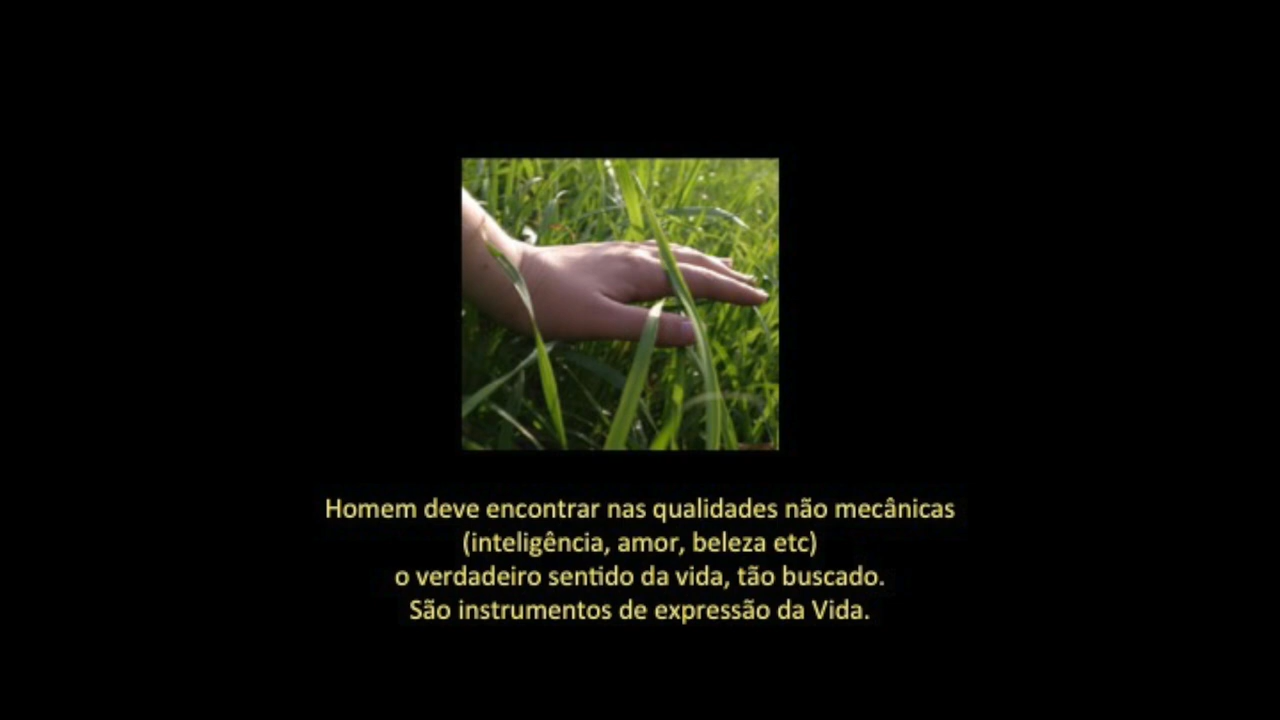 Homem deve encontrar nas qualidades não mecânicas
(inteligência, amor, beleza etc)
o verdadeiro sentido da vida, tão buscado.
São instrumentos de expressão da Vida.